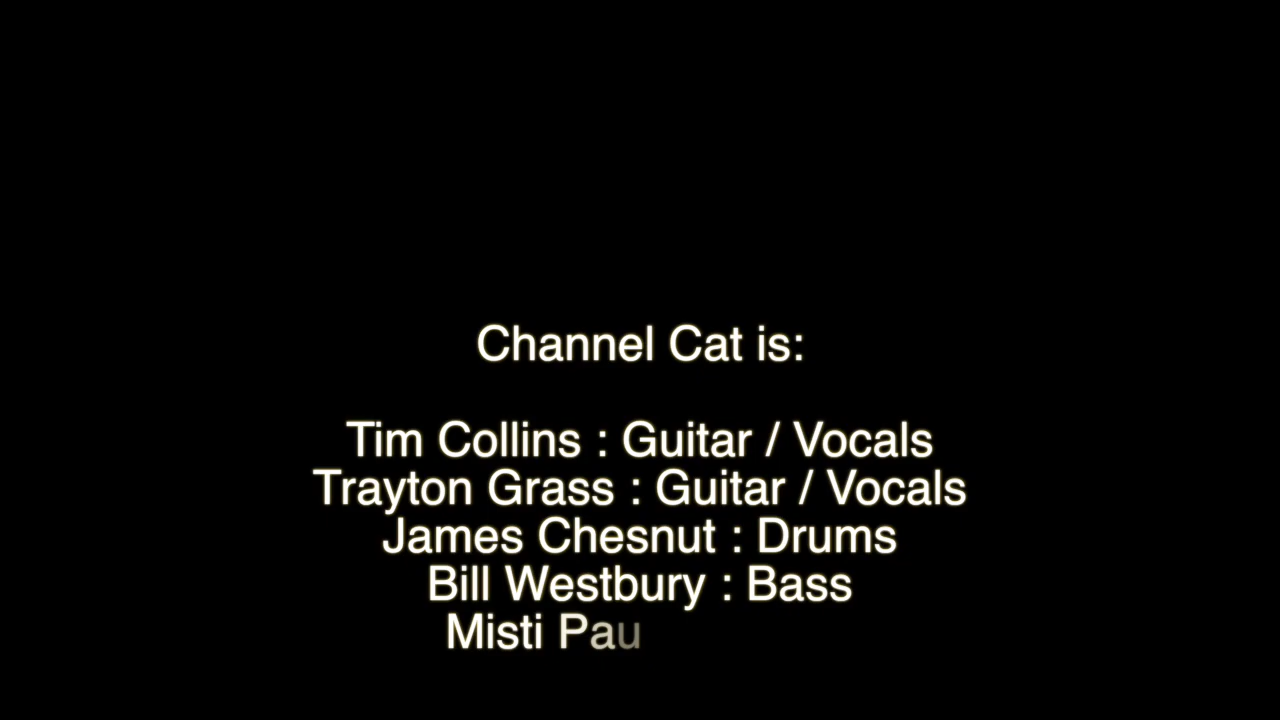 Channel Cat is:
Tim Collins : Guitar / Vocals
Trayton Grass : Guitar / Vocals
James Chesnut : Drums
Bill Westbury : Bass
Misti Pau